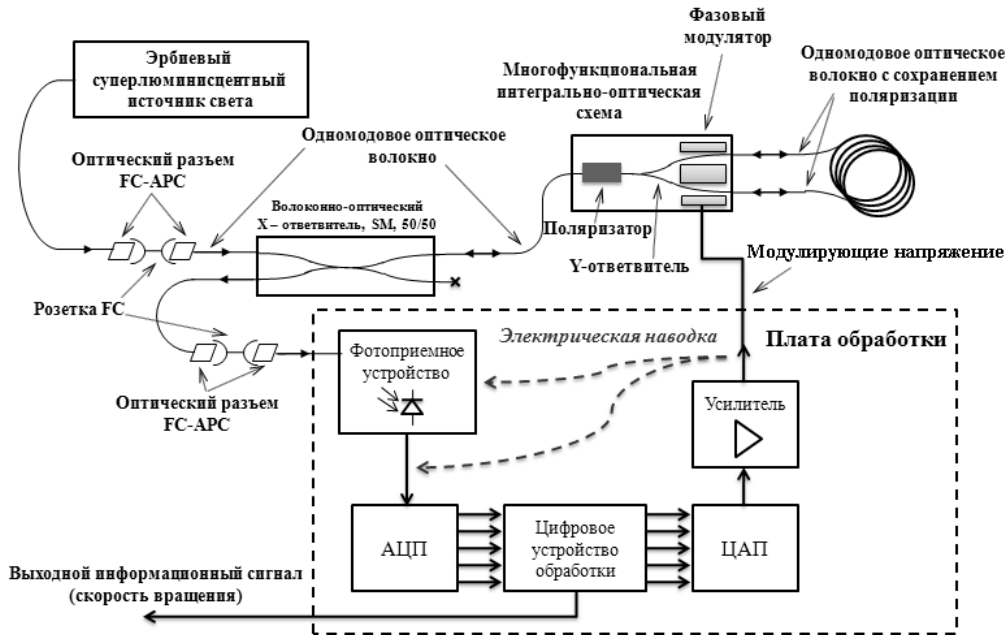 Фазовый
модулятор
Эрбиевый
суперлюминисцентный
источник света
Многофункциональная
интегрально-оптическая
схема
Одномодовое оптическое
волокно с сохранением
поляризации
Оптический разъем
FC-APC
Одномодовое оптическое
волокно
Волоконно-оптический
X – ответвитель, SM, 50/50
Поляризатор
Y-ответвитель
Модулирующие напряжение
Розетка FC
Электрическая наводка
Плата обработки
Фотоприемное
устройство
Оптический разъем
FC-APC
Усилитель
АЦП
Цифровое
устройство
обработки
ЦАП
Выходной информационный сигнал
(скорость вращения)